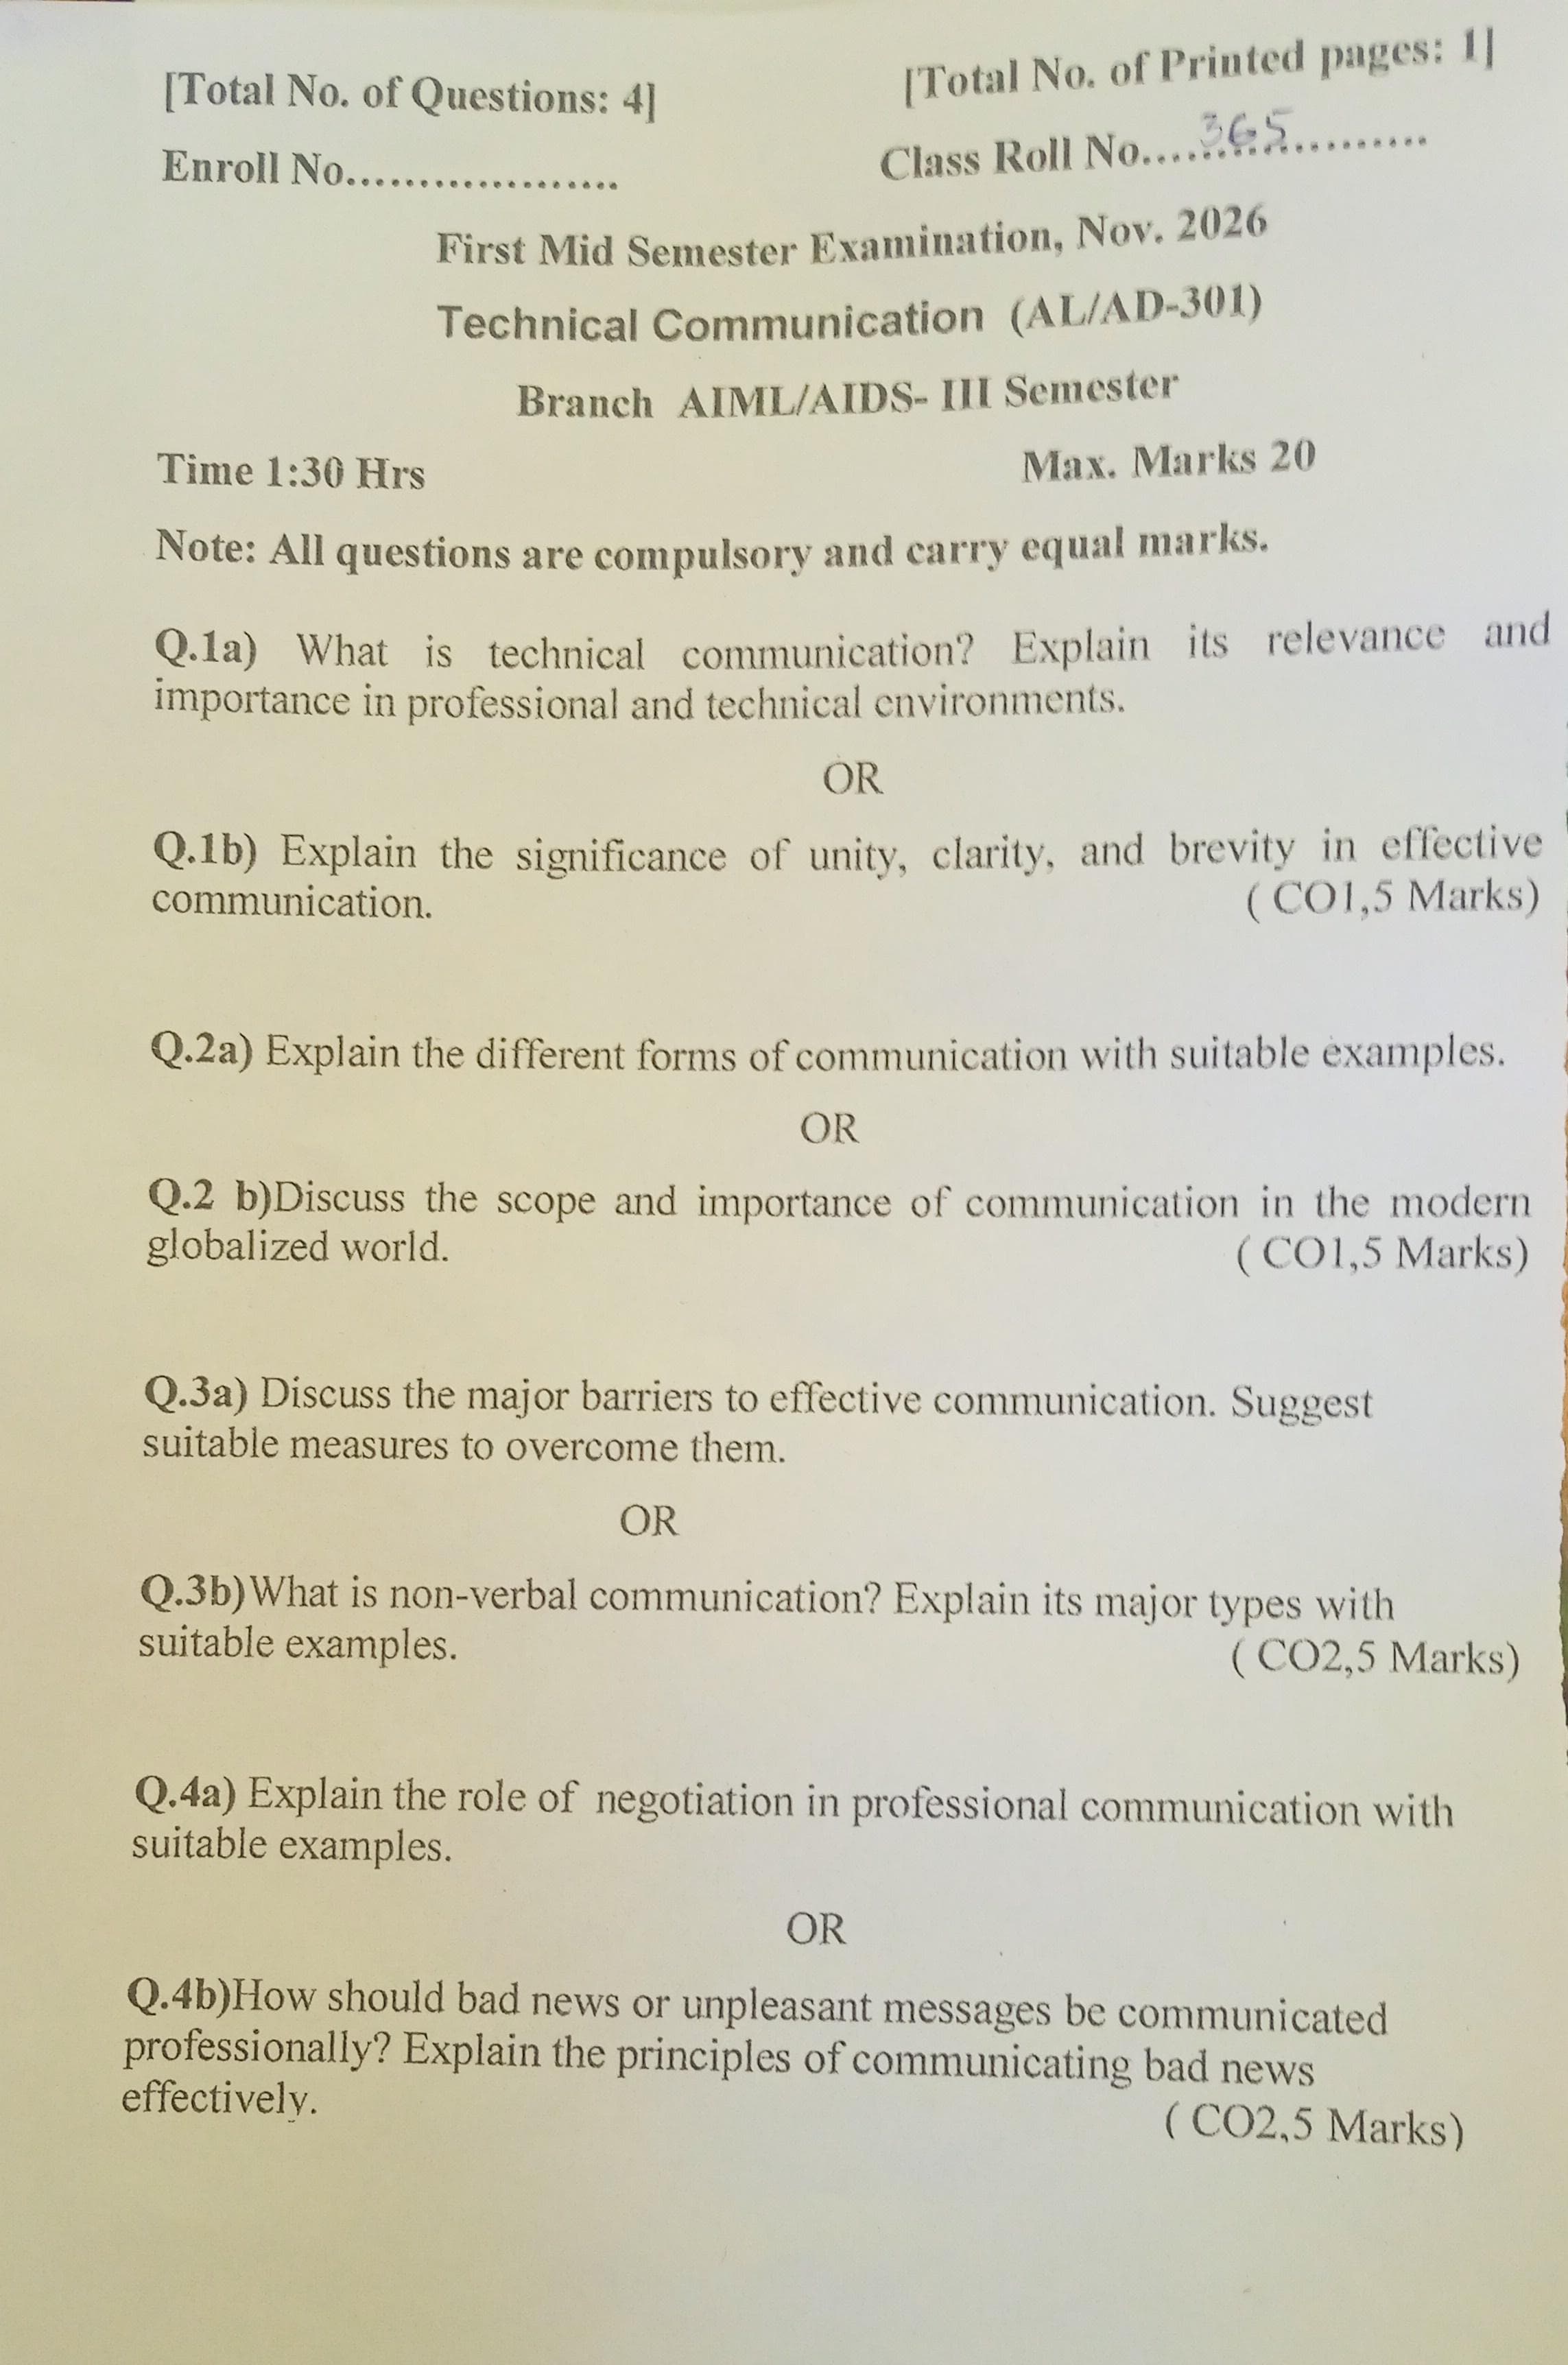 [Total No. of Questions: 4] [Total No. of Printed pages: 1]
Enroll No................... Class Roll No....365...............
First Mid Semester Examination, Nov. 2026
Technical Communication (AL/AD-301)
Branch AIML/AIDS- III Semester
Time 1:30 Hrs Max. Marks 20
Note: All questions are compulsory and carry equal marks.
Q.1a) What is technical communication? Explain its relevance and
importance in professional and technical environments.
OR
Q.1b) Explain the significance of unity, clarity, and brevity in effective
communication. ( CO1,5 Marks)
Q.2a) Explain the different forms of communication with suitable examples.
OR
Q.2 b)Discuss the scope and importance of communication in the modern
globalized world. ( CO1,5 Marks)
Q.3a) Discuss the major barriers to effective communication. Suggest
suitable measures to overcome them.
OR
Q.3b)What is non-verbal communication? Explain its major types with
suitable examples. ( CO2,5 Marks)
Q.4a) Explain the role of negotiation in professional communication with
suitable examples.
OR
Q.4b)How should bad news or unpleasant messages be communicated
professionally? Explain the principles of communicating bad news
effectively. ( CO2,5 Marks)